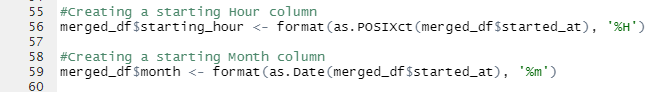 55 #Creating a starting Hour column
56 merged_df$starting_hour <- format(as.POSIXct(merged_df$started_at), '%H')
57
58 #Creating a starting Month column
59 merged_df$month <- format(as.Date(merged_df$started_at), '%m')
60